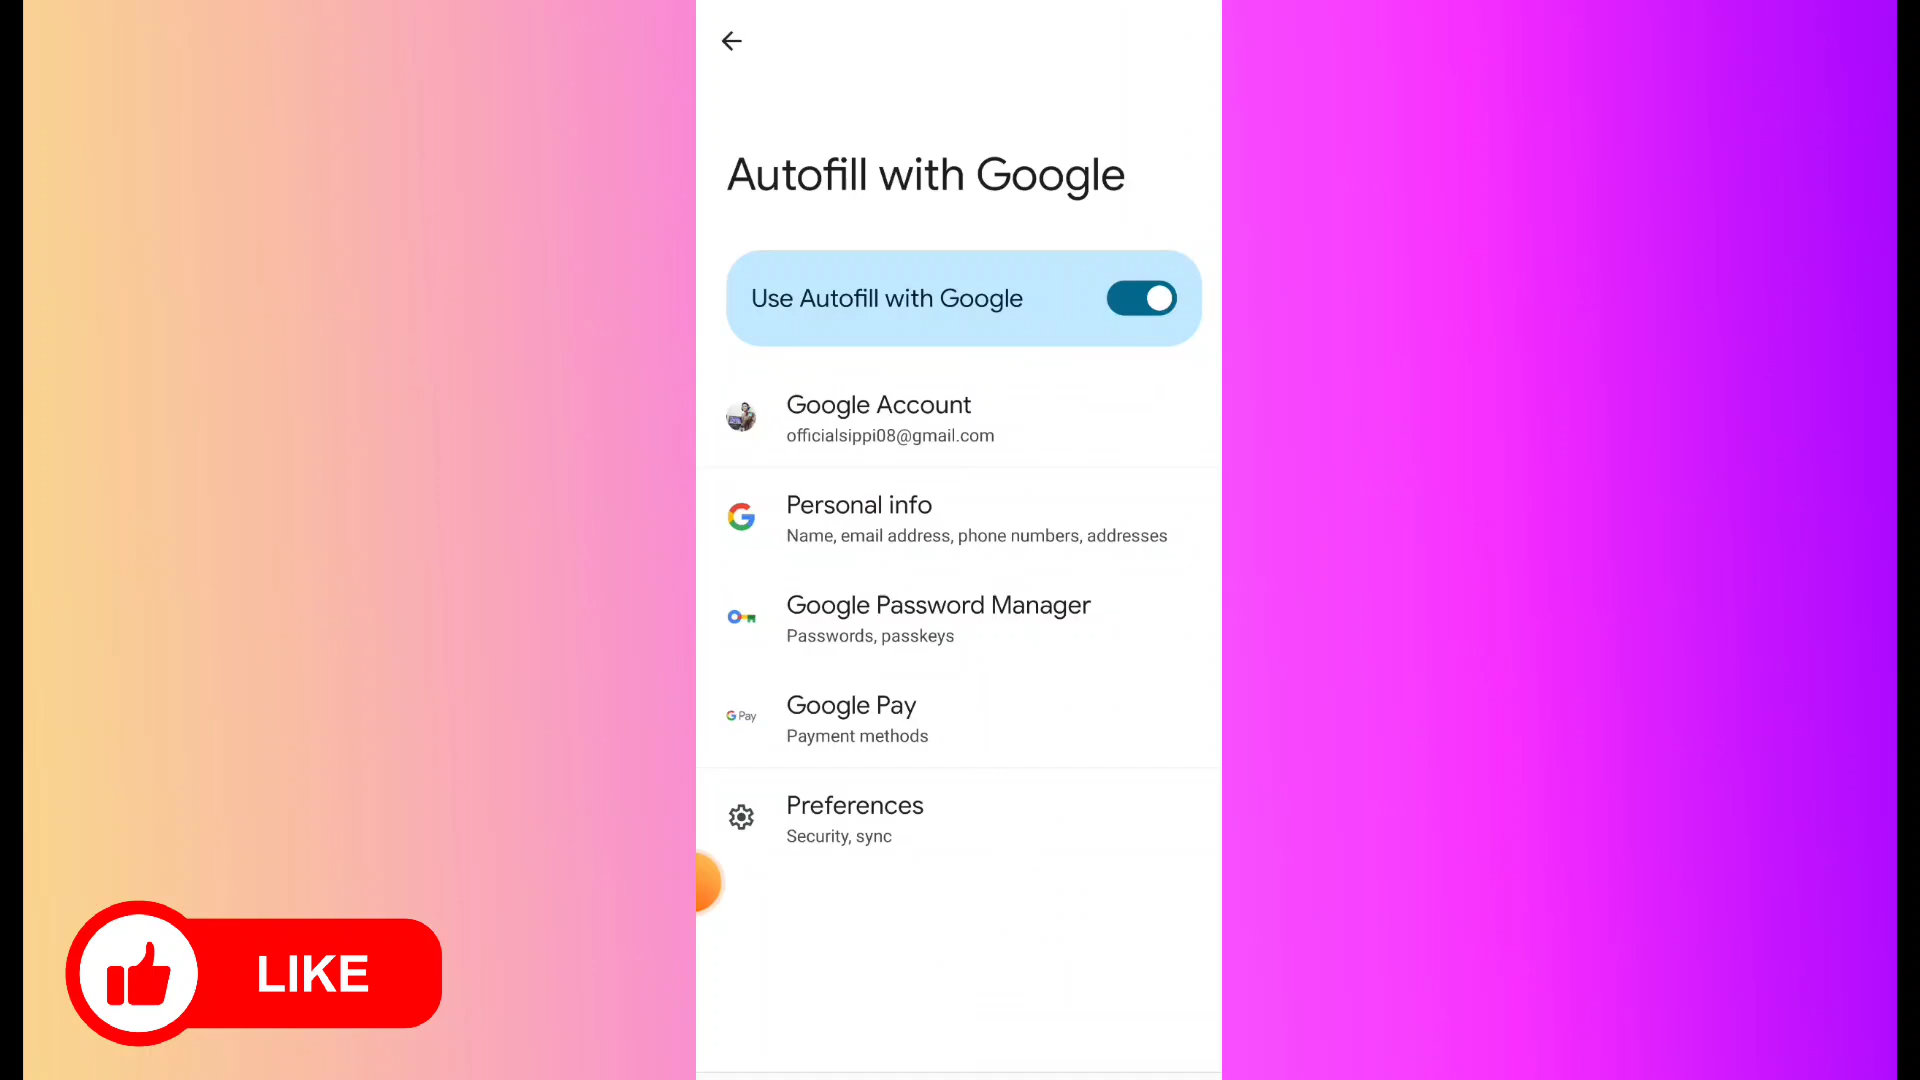 Autofill with Google
Use Autofill with Google
Google Account
officialsippi08@gmail.com
Personal info
Name, email address, phone numbers, addresses
Google Password Manager
Passwords, passkeys
G Pay
Google Pay
Payment methods
Preferences
Security, sync
LIKE